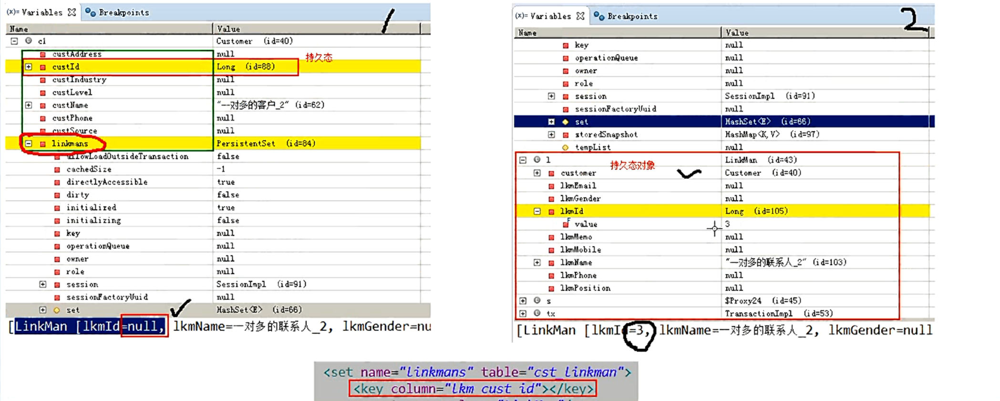 (x)= Variables Breakpoints 1
Name Value
c1 Customer (id=40)
custAddress null
持久态
custId Long (id=88)
custIndustry null
custLevel null
custName "一对多的客户_2" (id=62)
custPhone null
custSource null
linkmans PersistentSet (id=84)
allowLoadOutsideTransaction false
cachedSize -1
directlyAccessible true
dirty false
initialized true
initializing false
key null
operationQueue null
owner null
role null
session SessionImpl (id=91)
sessionFactoryUuid null
set HashSet<E> (id=66)
[LinkMan [lkmId=null, lkmName=一对多的联系人_2, lkmGender=nu
(x)= Variables Breakpoints 2
Name Value
key null
operationQueue null
owner null
role null
session SessionImpl (id=91)
sessionFactoryUuid null
set HashSet<E> (id=66)
storedSnapshot HashMap<K,V> (id=97)
tempList null
l LinkMan (id=43)
持久态对象
customer Customer (id=40)
lkmEmail null
lkmGender null
lkmId Long (id=105)
value 3
lkmMemo null
lkmMobile null
lkmName "一对多的联系人_2" (id=103)
lkmPhone null
lkmPosition null
s $Proxy24 (id=45)
tx TransactionImpl (id=53)
[LinkMan [lkmId=3, lkmName=一对多的联系人_2, lkmGender=null
<set name="linkmans" table="cst_linkman">
<key column="lkm_cust_id"></key>